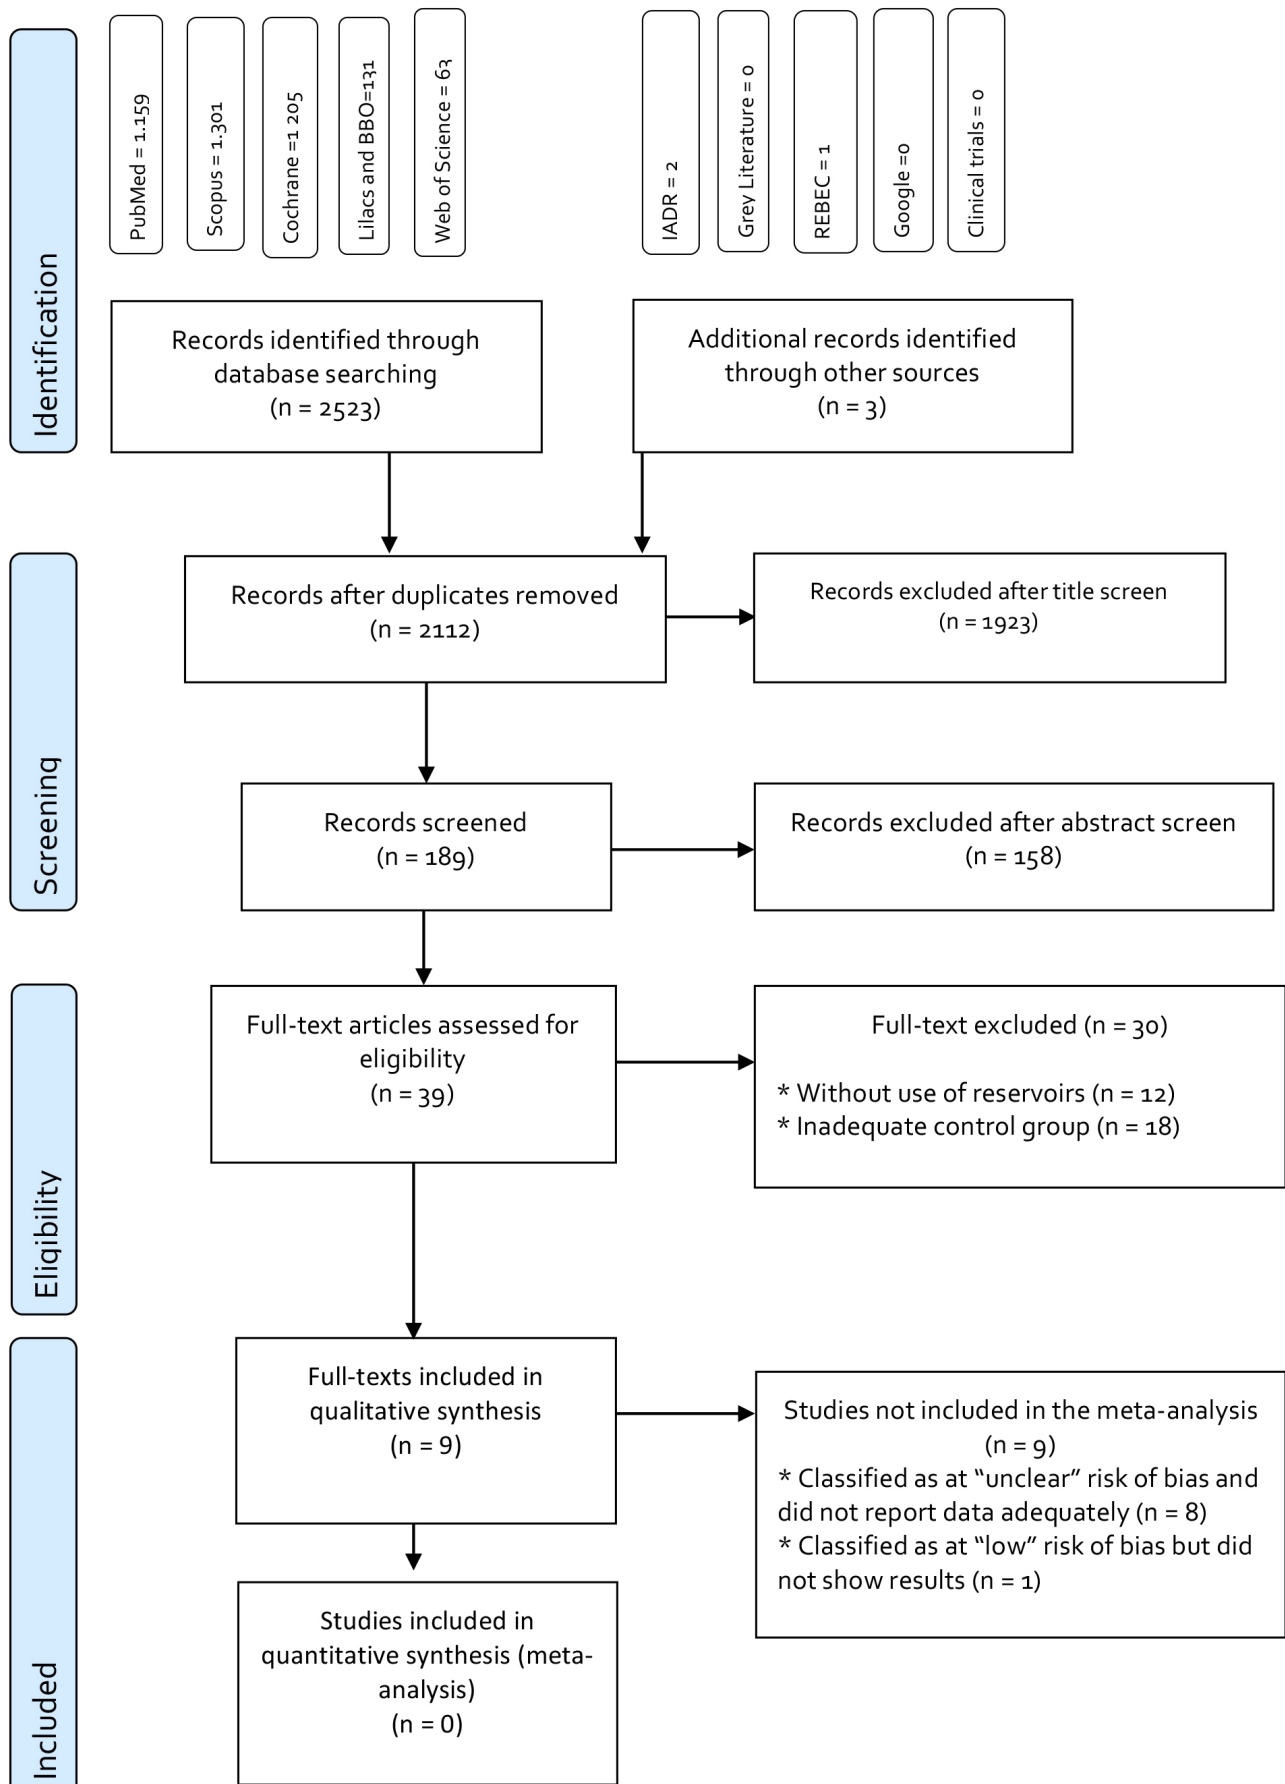 PubMed = 1.159
Scopus = 1.301
Cochrane =1 205
Lilacs and BBO=131
Web of Science = 63
IADR = 2
Grey Literature = 0
REBEC = 1
Google =0
Clinical trials = 0
Identification
Records identified through
database searching
(n = 2523)
Additional records identified
through other sources
(n = 3)
Screening
Records after duplicates removed
(n = 2112)
Records excluded after title screen
(n = 1923)
Records screened
(n = 189)
Records excluded after abstract screen
(n = 158)
Eligibility
Full-text articles assessed for
eligibility
(n = 39)
Full-text excluded (n = 30)
* Without use of reservoirs (n = 12)
* Inadequate control group (n = 18)
Included
Full-texts included in
qualitative synthesis
(n = 9)
Studies not included in the meta-analysis
(n = 9)
* Classified as at “unclear” risk of bias and
did not report data adequately (n = 8)
* Classified as at “low” risk of bias but did
not show results (n = 1)
Studies included in
quantitative synthesis (meta-
analysis)
(n = 0)